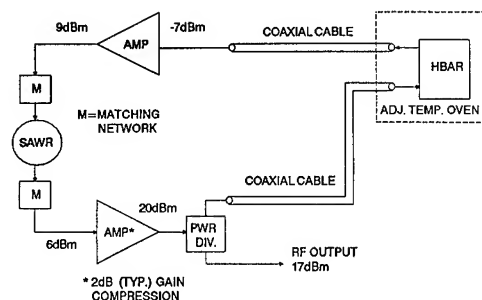 9dBm
AMP
-7dBm
COAXIAL CABLE
HBAR
ADJ. TEMP. OVEN
M
M=MATCHING
NETWORK
SAWR
M
COAXIAL CABLE
6dBm
AMP*
20dBm
PWR
DIV.
RF OUTPUT
17dBm
* 2dB (TYP.) GAIN
COMPRESSION